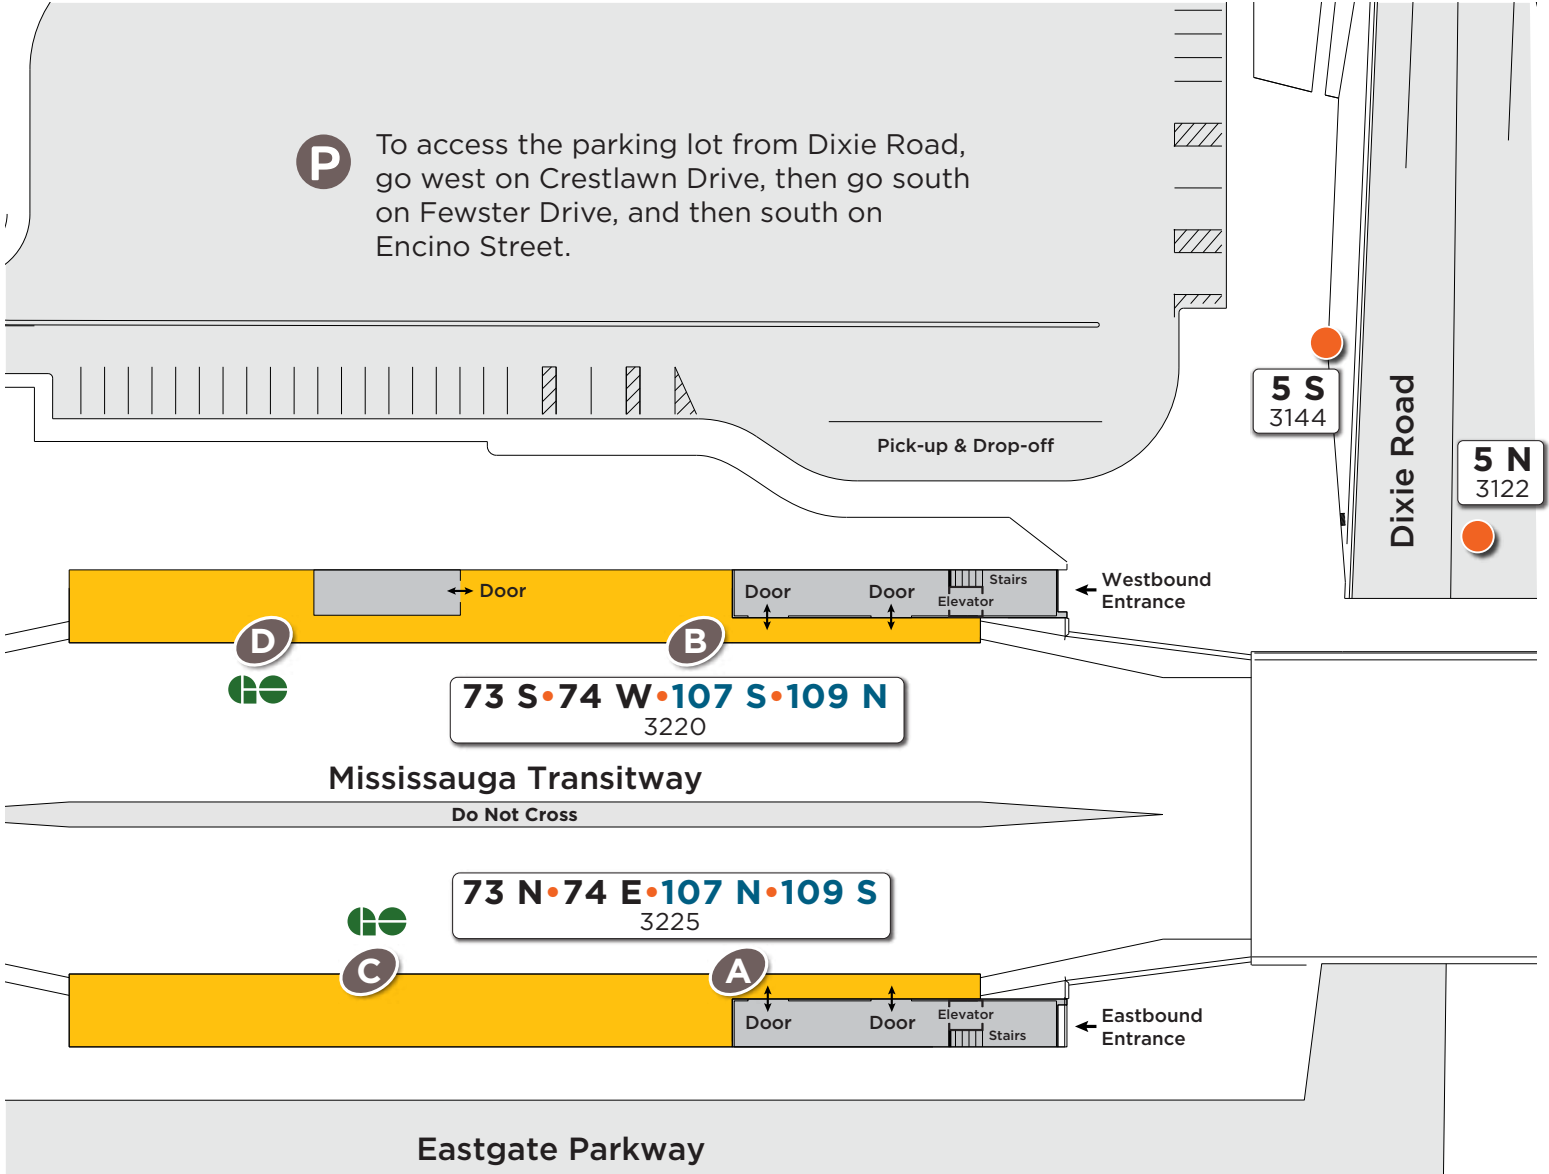 P
To access the parking lot from Dixie Road,
go west on Crestlawn Drive, then go south
on Fewster Drive, and then south on
Encino Street.
5 S
3144
Dixie Road
5 N
3122
Pick-up & Drop-off
Door
Door
Door
Stairs
Elevator
Westbound
Entrance
D
B
GO
73 S•74 W•107 S•109 N
3220
Mississauga Transitway
Do Not Cross
73 N•74 E•107 N•109 S
3225
GO
C
A
Door
Door
Elevator
Stairs
Eastbound
Entrance
Eastgate Parkway